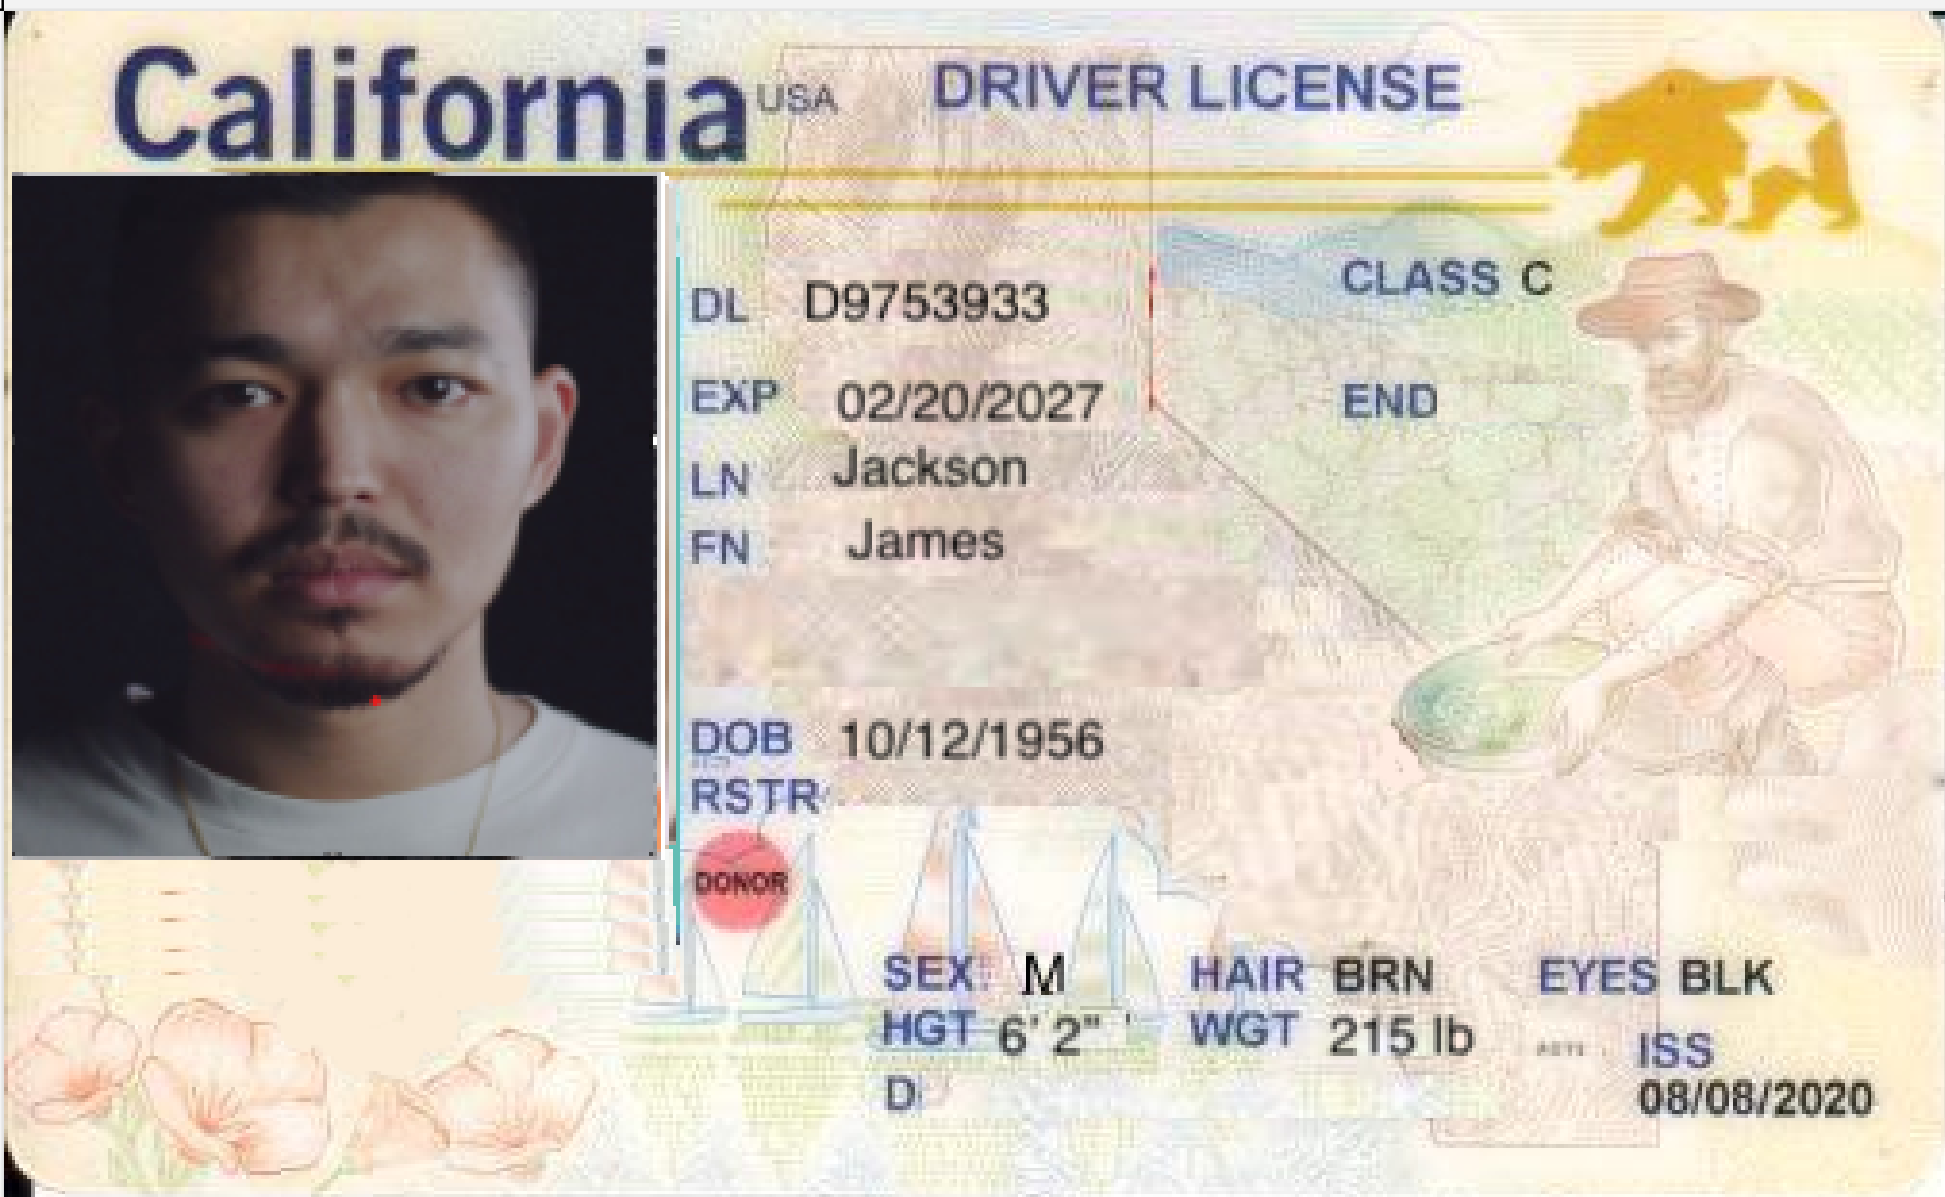 California USA DRIVER LICENSE
DL D9753933 CLASS C
EXP 02/20/2027 END
LN Jackson
FN James
DOB 10/12/1956
RSTR
DONOR
SEX M HAIR BRN EYES BLK
HGT 6' 2" ' WGT 215 lb ISS
D 08/08/2020